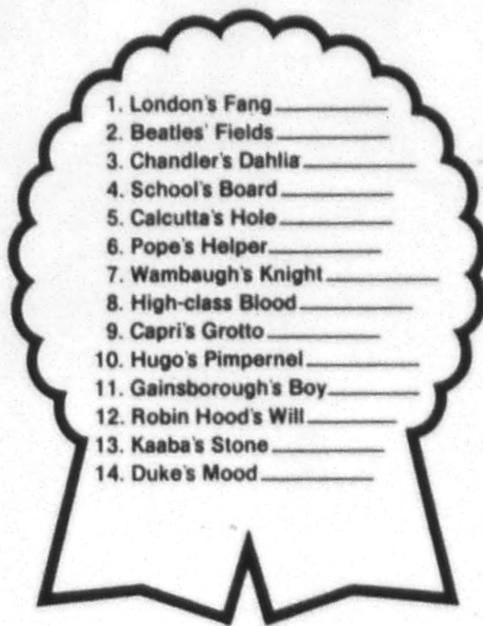 1. London's Fang
2. Beatles' Fields
3. Chandler's Dahlia
4. School's Board
5. Calcutta's Hole
6. Pope's Helper
7. Wambaugh's Knight
8. High-class Blood
9. Capri's Grotto
10. Hugo's Pimpernel
11. Gainsborough's Boy
12. Robin Hood's Will
13. Kaaba's Stone
14. Duke's Mood